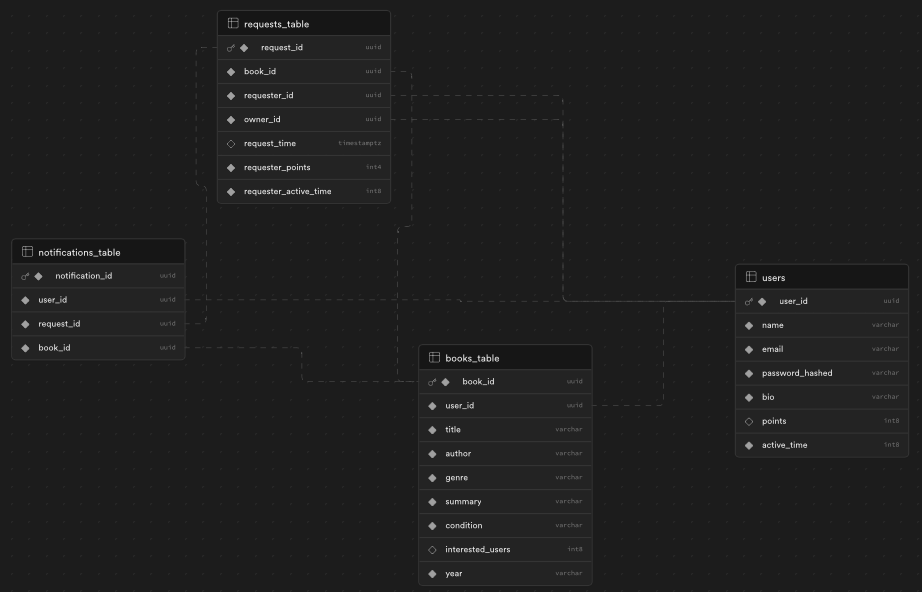 requests_table
request_id uuid
book_id uuid
requester_id uuid
owner_id uuid
request_time timestamptz
requester_points int4
requester_active_time int8
notifications_table
notification_id uuid
user_id uuid
request_id uuid
book_id uuid
users
user_id uuid
name varchar
email varchar
password_hashed varchar
bio varchar
points int8
active_time int8
books_table
book_id uuid
user_id uuid
title varchar
author varchar
genre varchar
summary varchar
condition varchar
interested_users int8
year varchar